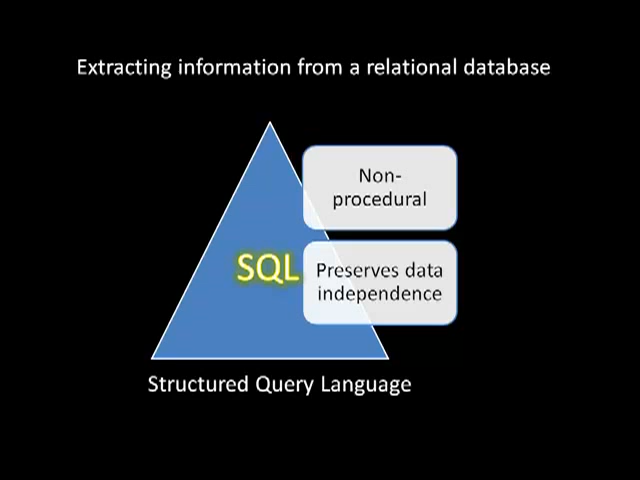 Extracting information from a relational database
Non-
procedural
SQL
Preserves data
independence
Structured Query Language